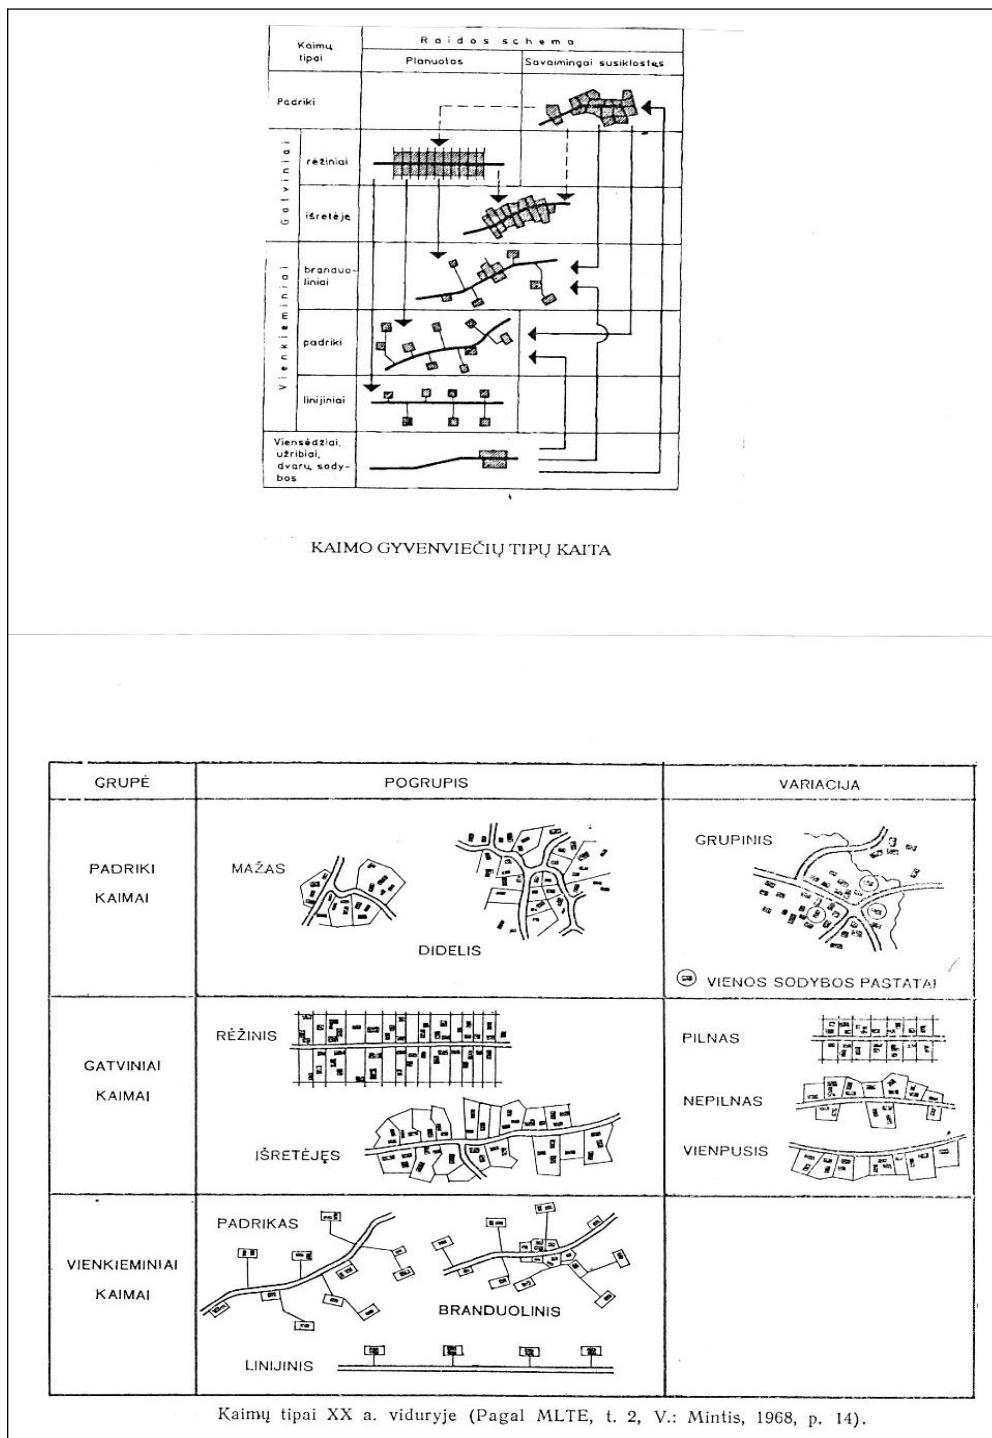 Kaimų
tipai
Raidos schema
Planuotas
Savaimingai susiklostęs
Padriki
Gatviniai
rėžiniai
išretėję
Vienkieminiai
branduo-
liniai
padriki
linijiniai
Viensėdžiai,
užribiai,
dvarų sody-
bos
KAIMO GYVENVIEČIŲ TIPŲ KAITA
GRUPĖ
POGRUPIS
VARIACIJA
PADRIKI
KAIMAI
MAŽAS
DIDELIS
GRUPINIS
VIENOS SODYBOS PASTATAI
GATVINIAI
KAIMAI
RĖŽINIS
IŠRETĖJĘS
PILNAS
NEPILNAS
VIENPUSIS
VIENKIEMINIAI
KAIMAI
PADRIKAS
BRANDUOLINIS
LINIJINIS
Kaimų tipai XX a. viduryje (Pagal MLTE, t. 2, V.: Mintis, 1968, p. 14).